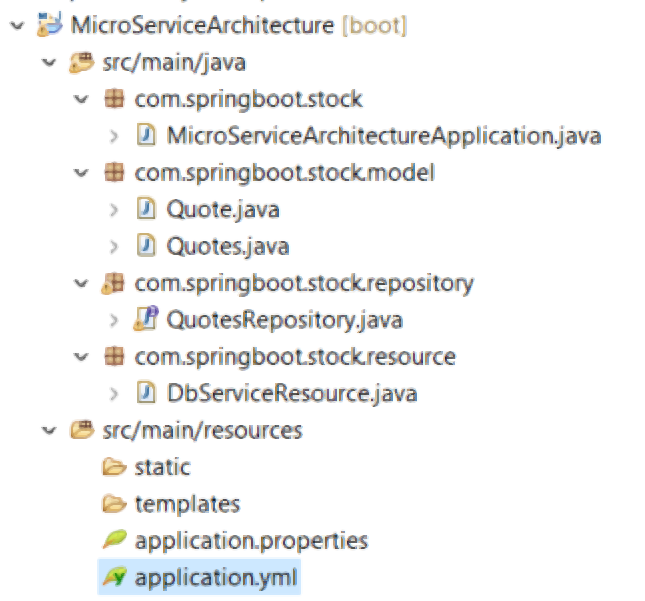 MicroServiceArchitecture [boot]
src/main/java
com.springboot.stock
MicroServiceArchitectureApplication.java
com.springboot.stock.model
Quote.java
Quotes.java
com.springboot.stock.repository
QuotesRepository.java
com.springboot.stock.resource
DbServiceResource.java
src/main/resources
static
templates
application.properties
application.yml